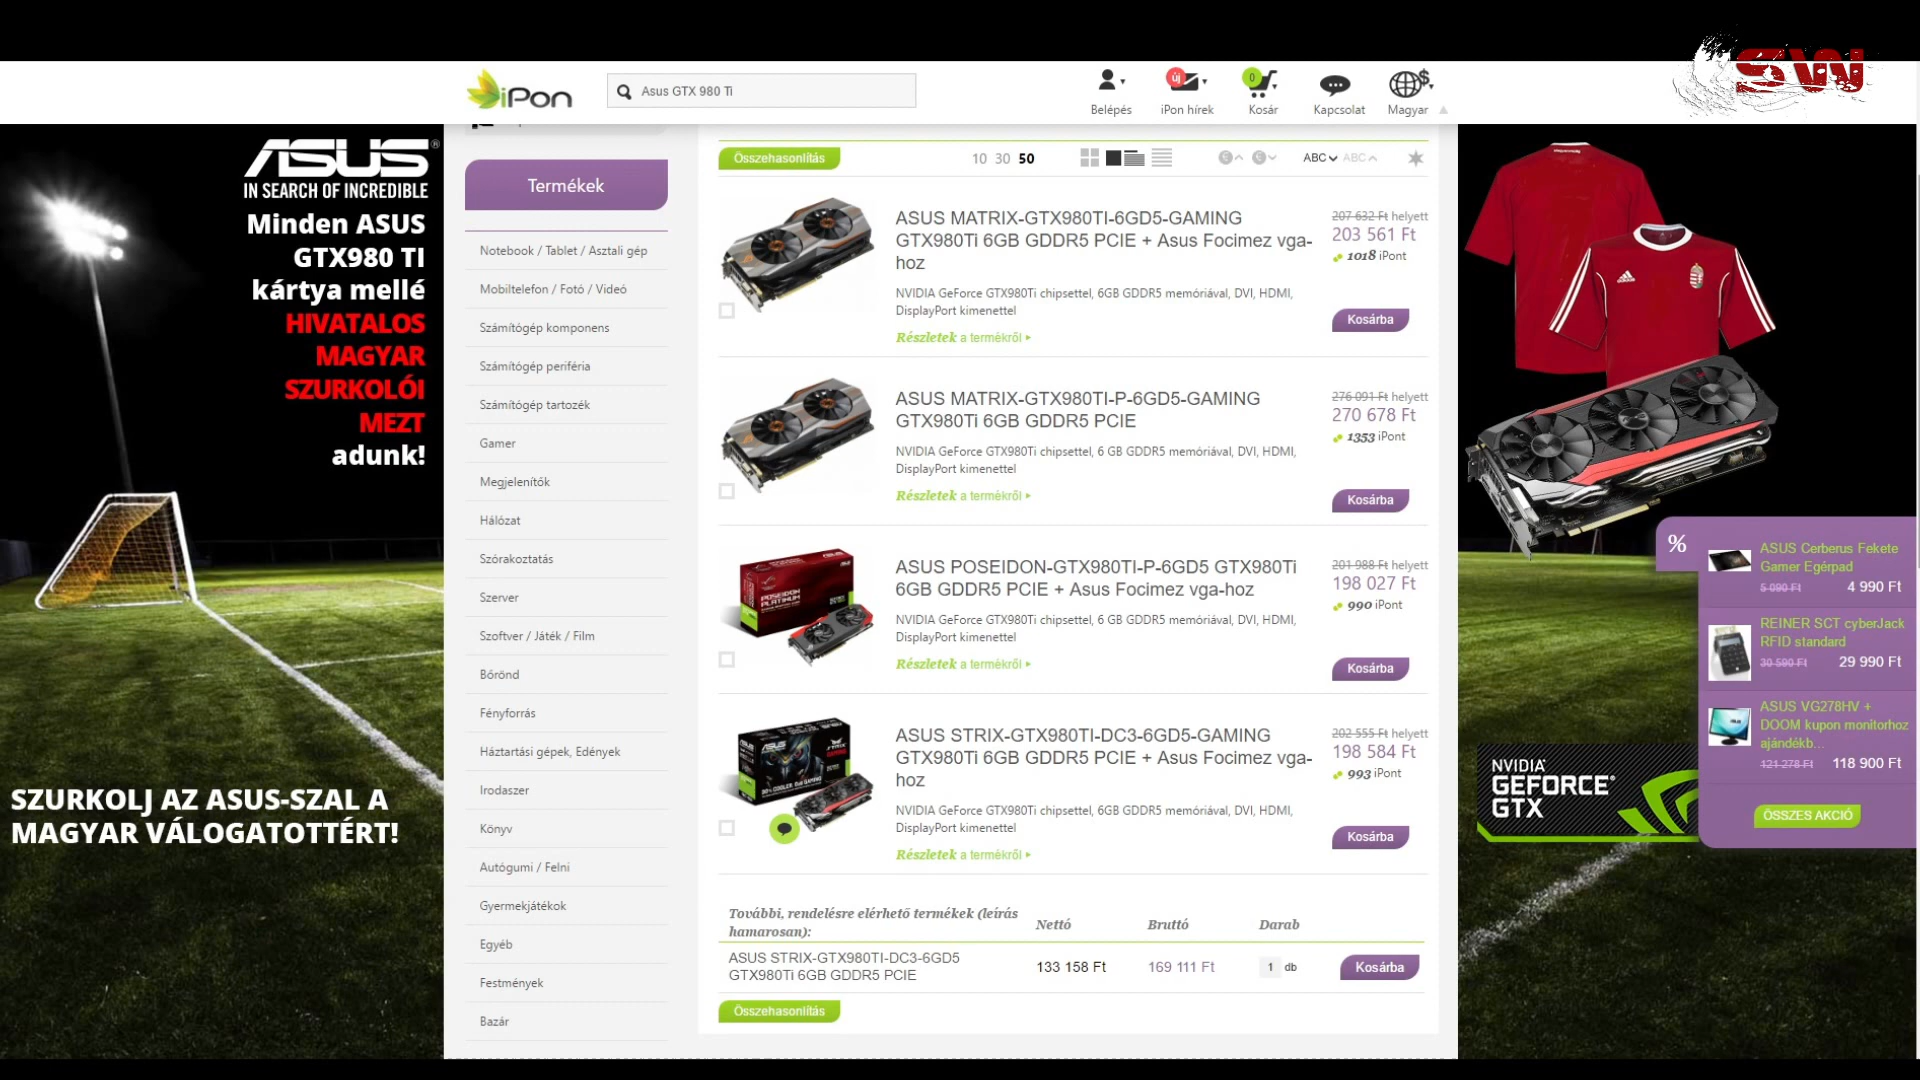 SW
iPon
Asus GTX 980 Ti
Belépés
új
iPon hírek
0
Kosár
Kapcsolat
$
Magyar
ASUS®
IN SEARCH OF INCREDIBLE
Minden ASUS
GTX980 TI
kártya mellé
HIVATALOS
MAGYAR
SZURKOLÓI
MEZT
adunk!
SZURKOLJ AZ ASUS-SZAL A
MAGYAR VÁLOGATOTTÉRT!
Termékek
Notebook / Tablet / Asztali gép
Mobiltelefon / Fotó / Videó
Számítógép komponens
Számítógép periféria
Számítógép tartozék
Gamer
Megjelenítók
Hálózat
Szórakoztatás
Szerver
Szoftver / Játék / Film
Bőrönd
Fényforrás
Háztartási gépek, Edények
Irodaszer
Könyv
Autógumi / Felni
Gyermekjátékok
Egyéb
Festmények
Bazár
Összehasonlítás
10 30 50
ABC ABC
ASUS MATRIX-GTX980TI-6GD5-GAMING
GTX980Ti 6GB GDDR5 PCIE + Asus Focimez vga-
hoz
NVIDIA GeForce GTX980Ti chipsettel, 6GB GDDR5 memóriával, DVI, HDMI,
DisplayPort kimenettel
Részletek a termékről
207 632 Ft helyett
203 561 Ft
1018 iPont
Kosárba
ASUS MATRIX-GTX980TI-P-6GD5-GAMING
GTX980Ti 6GB GDDR5 PCIE
NVIDIA GeForce GTX980Ti chipsettel, 6 GB GDDR5 memóriával, DVI, HDMI,
DisplayPort kimenettel
Részletek a termékről
276 091 Ft helyett
270 678 Ft
1353 iPont
Kosárba
ASUS POSEIDON-GTX980TI-P-6GD5 GTX980Ti
6GB GDDR5 PCIE + Asus Focimez vga-hoz
NVIDIA GeForce GTX980Ti chipsettel, 6 GB GDDR5 memóriával, DVI, HDMI,
DisplayPort kimenettel
Részletek a termékről
201 988 Ft helyett
198 027 Ft
990 iPont
Kosárba
ASUS STRIX-GTX980TI-DC3-6GD5-GAMING
GTX980Ti 6GB GDDR5 PCIE + Asus Focimez vga-
hoz
NVIDIA GeForce GTX980Ti chipsettel, 6GB GDDR5 memóriával, DVI, HDMI,
DisplayPort kimenettel
Részletek a termékről
202 555 Ft helyett
198 584 Ft
993 iPont
Kosárba
További, rendelésre elérhető termékek (leírás
hamarosan):
Nettó
Bruttó
Darab
ASUS STRIX-GTX980TI-DC3-6GD5
GTX980Ti 6GB GDDR5 PCIE
133 158 Ft
169 111 Ft
1 db
Kosárba
Összehasonlítás
adidas
%
ASUS Cerberus Fekete
Gamer Egérpad
5 090 Ft 4 990 Ft
REINER SCT cyberJack
RFID standard
30 590 Ft 29 990 Ft
ASUS VG278HV +
DOOM kupon monitorhoz
ajándékb...
121 278 Ft 118 900 Ft
ÖSSZES AKCIÓ
NVIDIA®
GEFORCE®
GTX